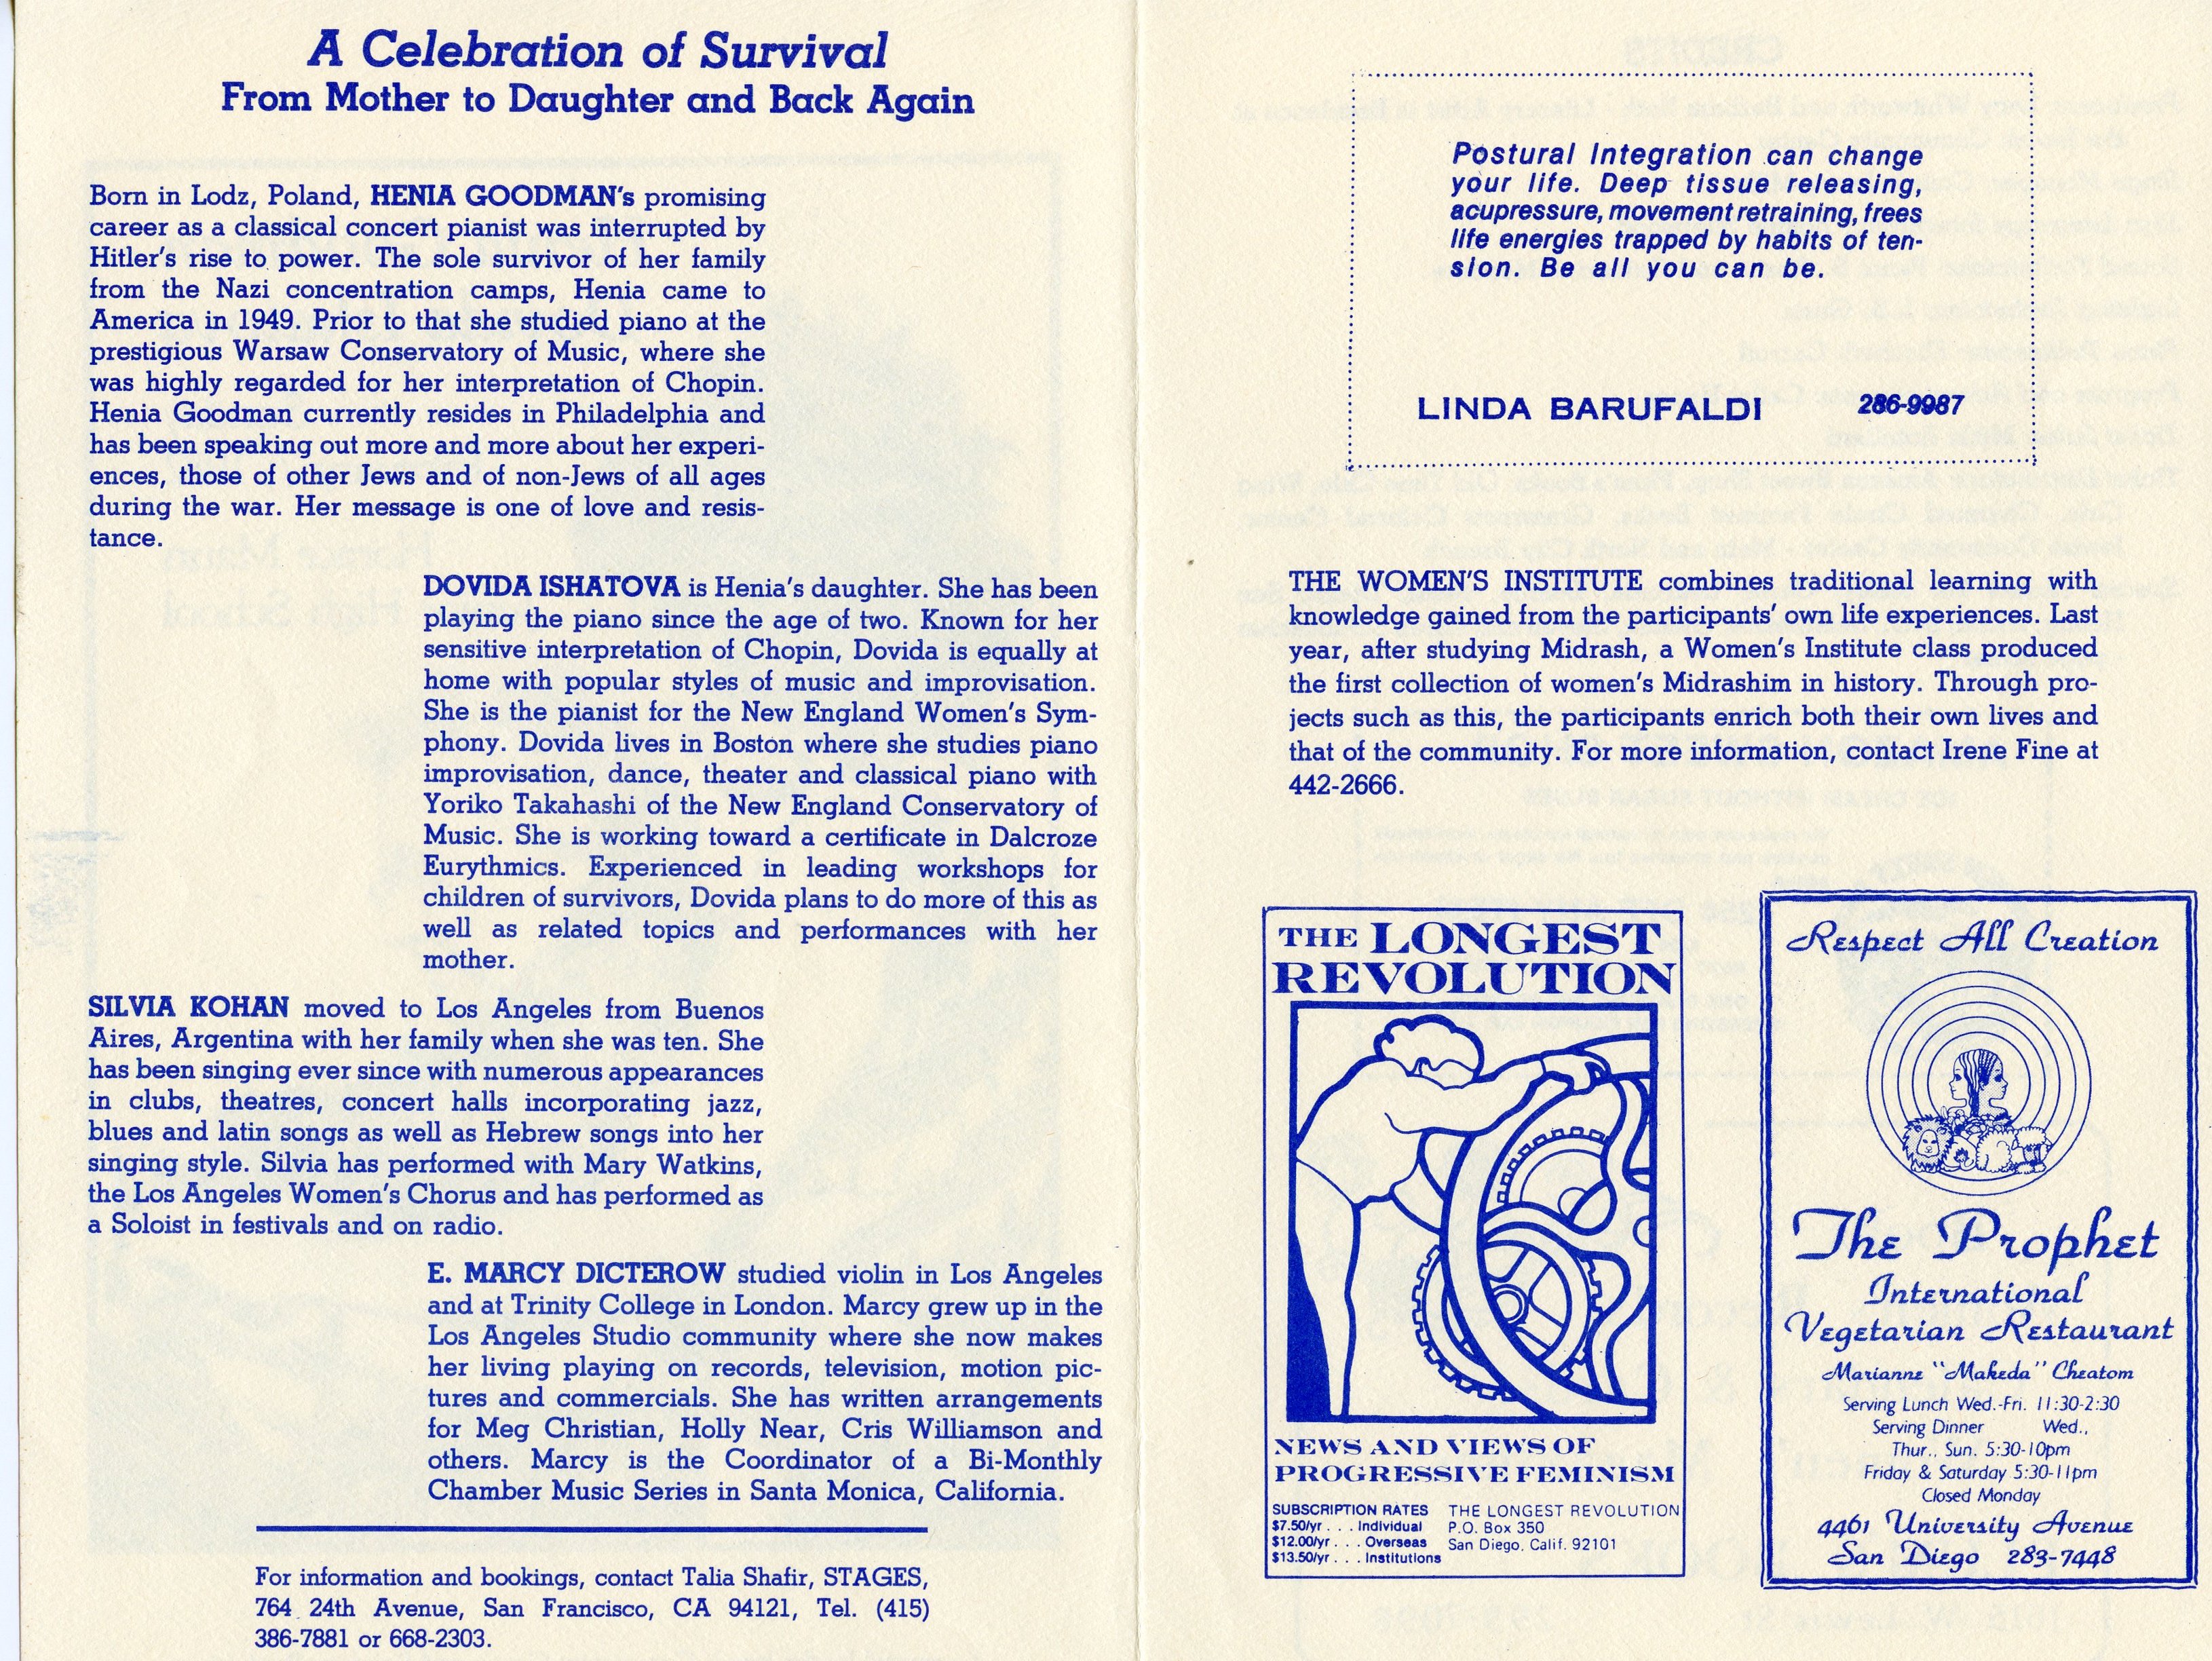 A Celebration of Survival
From Mother to Daughter and Back Again
Born in Lodz, Poland, HENIA GOODMAN's promising
career as a classical concert pianist was interrupted by
Hitler's rise to power. The sole survivor of her family
from the Nazi concentration camps, Henia came to
America in 1949. Prior to that she studied piano at the
prestigious Warsaw Conservatory of Music, where she
was highly regarded for her interpretation of Chopin.
Henia Goodman currently resides in Philadelphia and
has been speaking out more and more about her experi-
ences, those of other Jews and of non-Jews of all ages
during the war. Her message is one of love and resis-
tance.
DOVIDA ISHATOVA is Henia's daughter. She has been
playing the piano since the age of two. Known for her
sensitive interpretation of Chopin, Dovida is equally at
home with popular styles of music and improvisation.
She is the pianist for the New England Women's Sym-
phony. Dovida lives in Boston where she studies piano
improvisation, dance, theater and classical piano with
Yoriko Takahashi of the New England Conservatory of
Music. She is working toward a certificate in Dalcroze
Eurythmics. Experienced in leading workshops for
children of survivors, Dovida plans to do more of this as
well as related topics and performances with her
mother.
SILVIA KOHAN moved to Los Angeles from Buenos
Aires, Argentina with her family when she was ten. She
has been singing ever since with numerous appearances
in clubs, theatres, concert halls incorporating jazz,
blues and latin songs as well as Hebrew songs into her
singing style. Silvia has performed with Mary Watkins,
the Los Angeles Women's Chorus and has performed as
a Soloist in festivals and on radio.
E. MARCY DICTEROW studied violin in Los Angeles
and at Trinity College in London. Marcy grew up in the
Los Angeles Studio community where she now makes
her living playing on records, television, motion pic-
tures and commercials. She has written arrangements
for Meg Christian, Holly Near, Cris Williamson and
others. Marcy is the Coordinator of a Bi-Monthly
Chamber Music Series in Santa Monica, California.
For information and bookings, contact Talia Shafir, STAGES,
764 24th Avenue, San Francisco, CA 94121, Tel. (415)
386-7881 or 668-2303.
Postural Integration can change
your life. Deep tissue releasing,
acupressure, movement retraining, frees
life energies trapped by habits of ten-
sion. Be all you can be.
LINDA BARUFALDI 286-9987
THE WOMEN'S INSTITUTE combines traditional learning with
knowledge gained from the participants' own life experiences. Last
year, after studying Midrash, a Women's Institute class produced
the first collection of women's Midrashim in history. Through pro-
jects such as this, the participants enrich both their own lives and
that of the community. For more information, contact Irene Fine at
442-2666.
THE LONGEST
REVOLUTION
NEWS AND VIEWS OF
PROGRESSIVE FEMINISM
SUBSCRIPTION RATES
$7.50/yr . . . Individual
$12.00/yr . . . Overseas
$13.50/yr . . . Institutions
THE LONGEST REVOLUTION
P.O. Box 350
San Diego, Calif. 92101
Respect All Creation
The Prophet
International
Vegetarian Restaurant
Marianne "Makeda" Cheatom
Serving Lunch Wed.-Fri. 11:30-2:30
Serving Dinner Wed.,
Thur., Sun. 5:30-10pm
Friday & Saturday 5:30-11pm
Closed Monday
4461 University Avenue
San Diego 283-7448